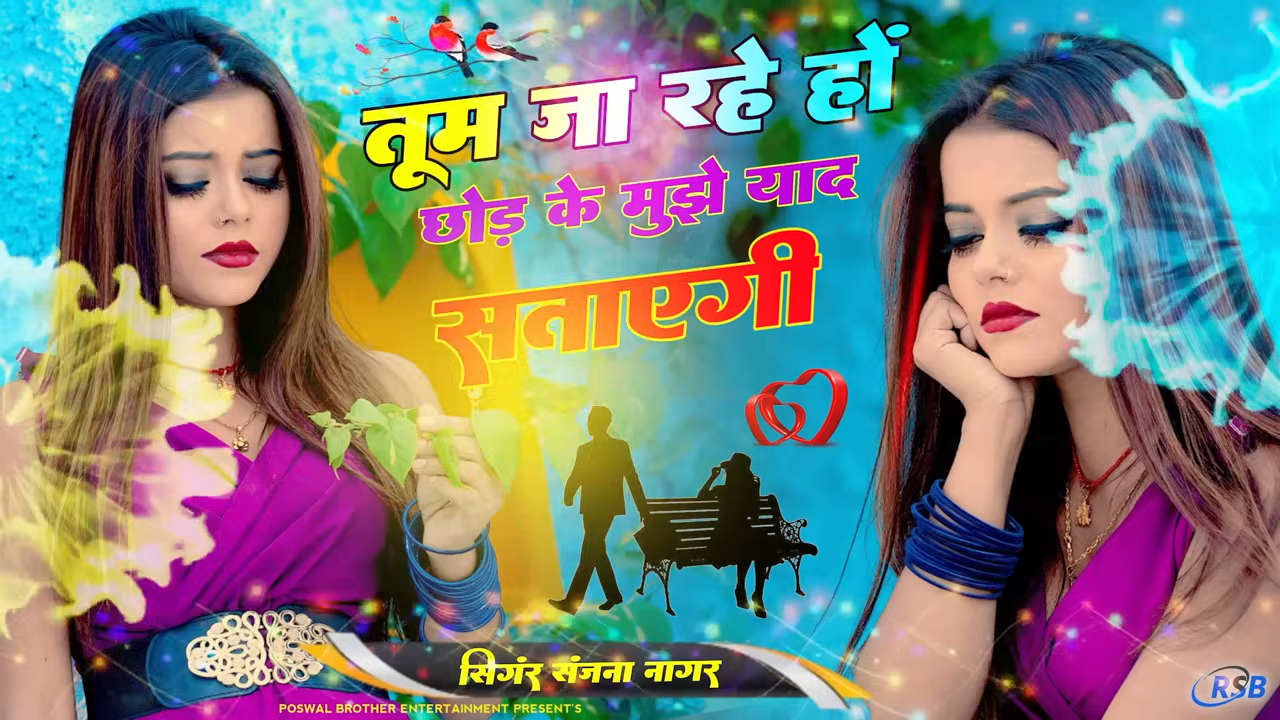 तूम जा रहे हों
छोड़ के मुझे याद
सताएगी
सिगंर संजना नागर
POSWAL BROTHER ENTERTAINMENT PRESENT'S
RSB